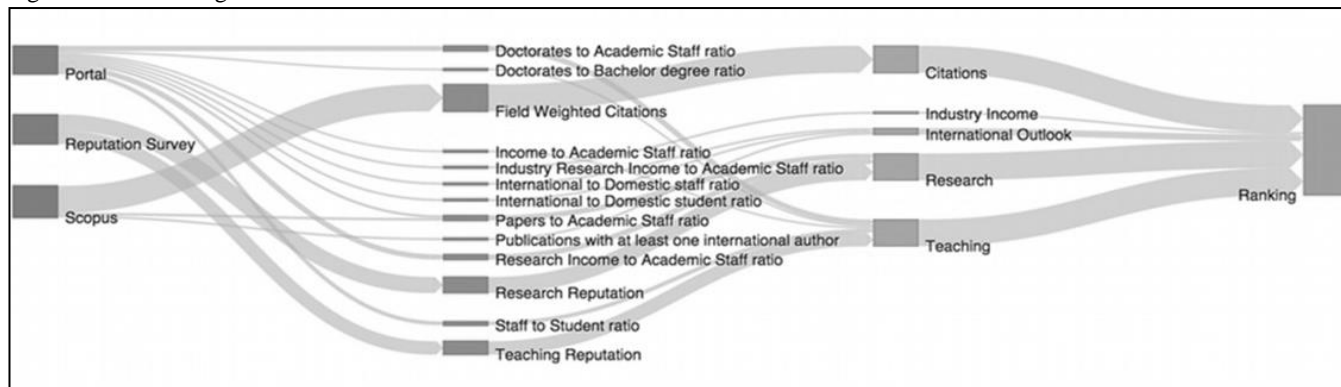 Portal
Reputation Survey
Scopus
Doctorates to Academic Staff ratio
Doctorates to Bachelor degree ratio
Field Weighted Citations
Income to Academic Staff ratio
Industry Research Income to Academic Staff ratio
International to Domestic staff ratio
International to Domestic student ratio
Papers to Academic Staff ratio
Publications with at least one international author
Research Income to Academic Staff ratio
Research Reputation
Staff to Student ratio
Teaching Reputation
Citations
Industry Income
International Outlook
Research
Teaching
Ranking